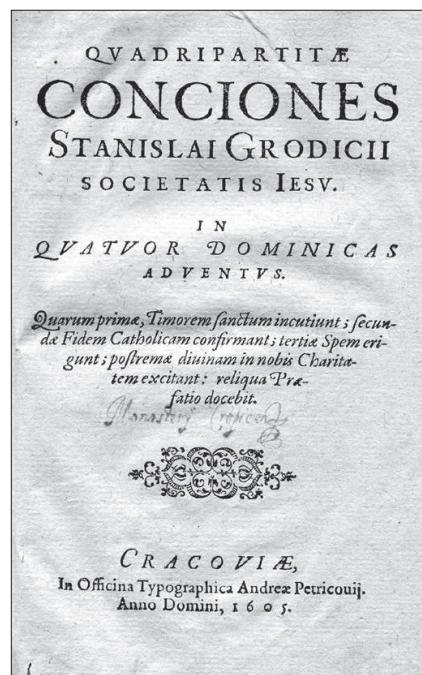 QVADRIPARTITÆ
CONCIONES
STANISLAI GRODICII
SOCIETATIS IESV.
IN
QVATVOR DOMINICAS
ADVENTVS.
Quarum primæ, Timorem sanctum incutiunt; secun-
dæ Fidem Catholicam confirmant; tertiæ Spem eri-
gunt; postremæ diuinam in nobis Charita-
tem excitant: reliqua Præ-
fatio docebit.
Monasterij
CRACOVIÆ,
In Officina Typographica Andreæ Petricouij.
Anno Domini, 1605.